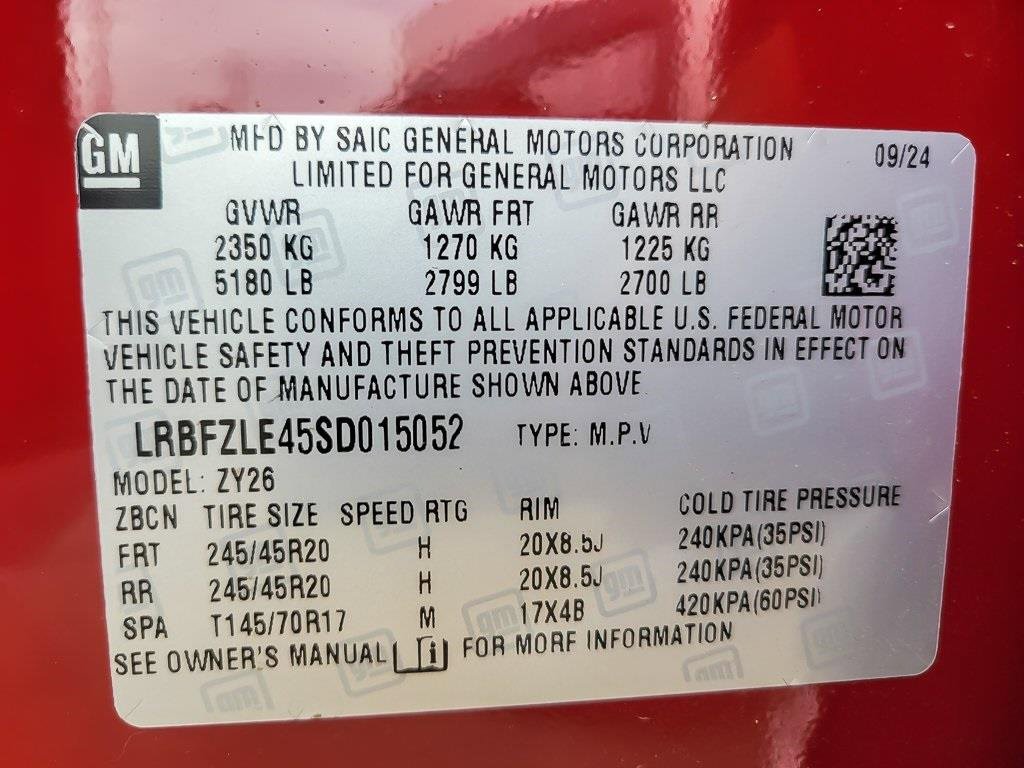 GM
MFD BY SAIC GENERAL MOTORS CORPORATION
LIMITED FOR GENERAL MOTORS LLC
09/24
GVWR GAWR FRT GAWR RR
2350 KG 1270 KG 1225 KG
5180 LB 2799 LB 2700 LB
THIS VEHICLE CONFORMS TO ALL APPLICABLE U.S. FEDERAL MOTOR
VEHICLE SAFETY AND THEFT PREVENTION STANDARDS IN EFFECT ON
THE DATE OF MANUFACTURE SHOWN ABOVE.
LRBFZLE45SD015052 TYPE: M.P.V
MODEL: ZY26
ZBCN TIRE SIZE SPEED RTG RIM COLD TIRE PRESSURE
FRT 245/45R20 H 20X8.5J 240KPA(35PSI)
RR 245/45R20 H 20X8.5J 240KPA(35PSI)
SPA T145/70R17 M 17X4B 420KPA(60PSI)
SEE OWNER'S MANUAL i FOR MORE INFORMATION